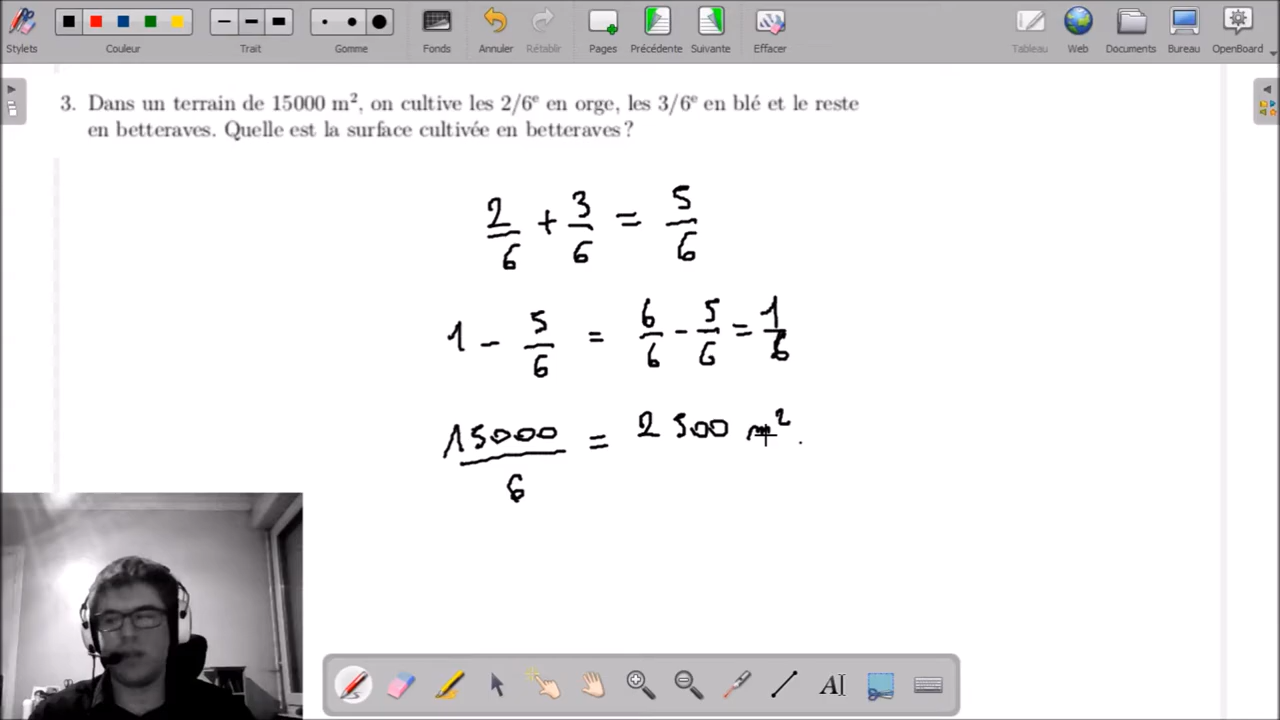 Stylets Couleur Trait Gomme Fonds Annuler Rétablir Pages Précédente Suivante Effacer Tableau Web Documents Bureau OpenBoard
3. Dans un terrain de 15000 m², on cultive les 2/6ᵉ en orge, les 3/6ᵉ en blé et le reste
en betteraves. Quelle est la surface cultivée en betteraves ?
2/6 + 3/6 = 5/6
1 - 5/6 = 6/6 - 5/6 = 1/6
15000/6 = 2 500 m².